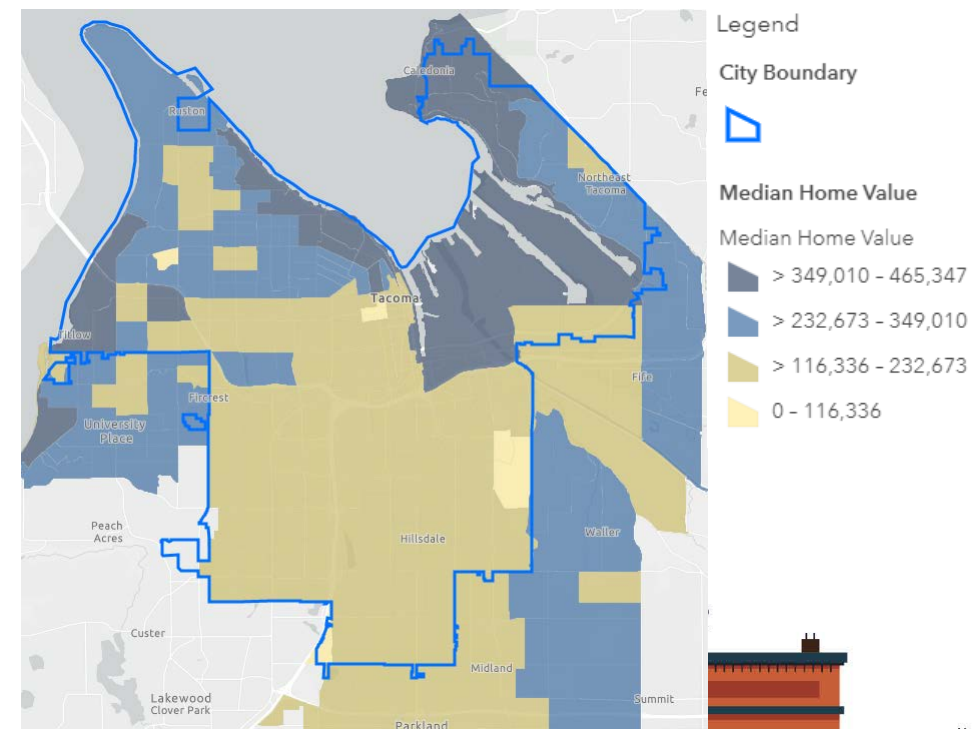 Legend
City Boundary
Median Home Value
Median Home Value
> 349,010 - 465,347
> 232,673 - 349,010
> 116,336 - 232,673
0 - 116,336
Caledonia
Fe
Ruston
Northeast
Tacoma
Tacoma
Titlow
Fife
Fircrest
University
Place
Peach
Acres
Hillsdale
Waller
Custer
Midland
Lakewood
Clover Park
Summit
Parkland